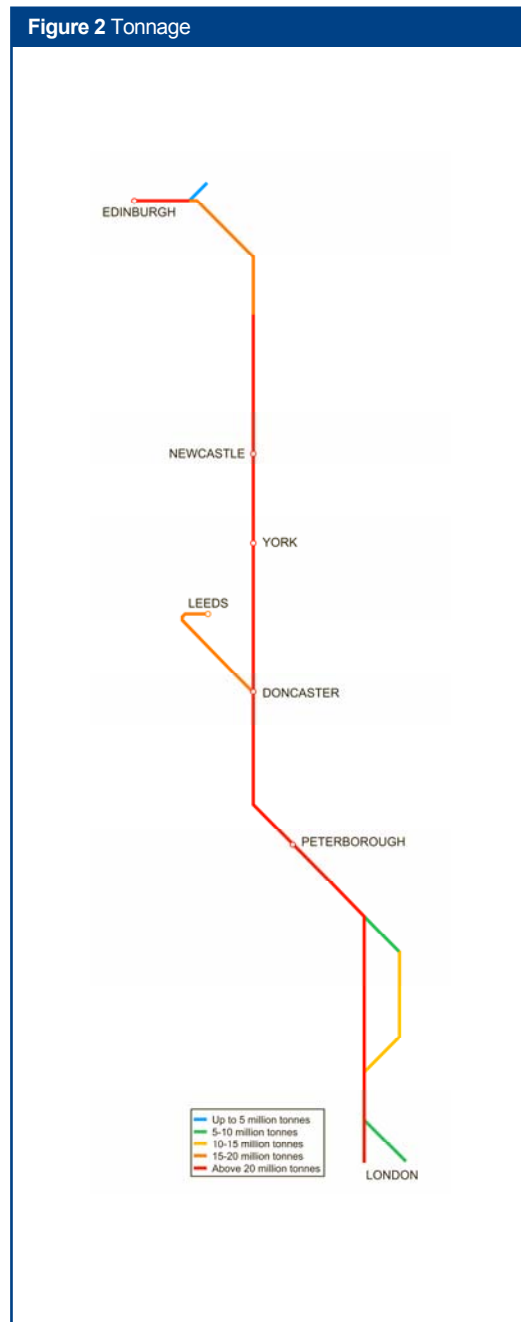 Figure 2 Tonnage
EDINBURGH
NEWCASTLE
YORK
LEEDS
DONCASTER
PETERBOROUGH
Up to 5 million tonnes
5-10 million tonnes
10-15 million tonnes
15-20 million tonnes
Above 20 million tonnes
LONDON